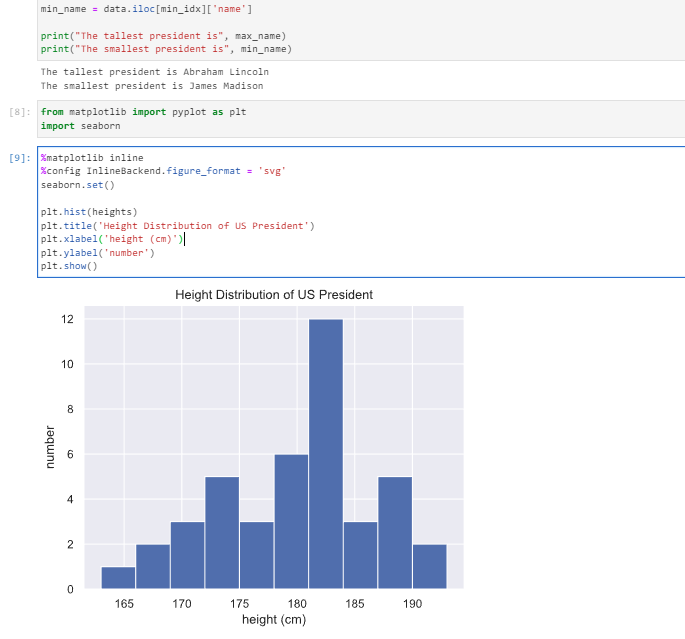 min_name = data.iloc[min_idx]['name']
print("The tallest president is", max_name)
print("The smallest president is", min_name)
The tallest president is Abraham Lincoln
The smallest president is James Madison
[8]: from matplotlib import pyplot as plt
import seaborn
[9]: %matplotlib inline
%config InlineBackend.figure_format = 'svg'
seaborn.set()
plt.hist(heights)
plt.title('Height Distribution of US President')
plt.xlabel('height (cm)')
plt.ylabel('number')
plt.show()
Height Distribution of US President
12
10
8
6
4
2
0
number
165 170 175 180 185 190
height (cm)